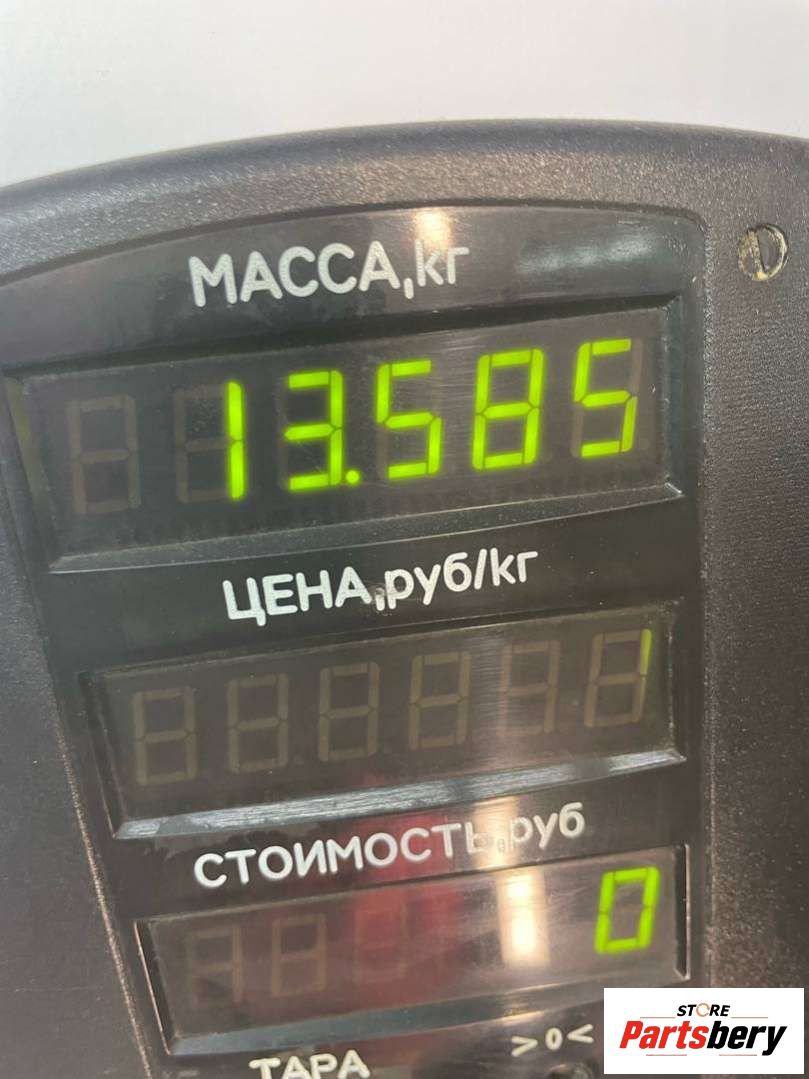 МАССА,кг
13.585
ЦЕНА,руб/кг
СТОИМОСТЬ,руб
0
>0<
ТАРА
STORE
Partsbery